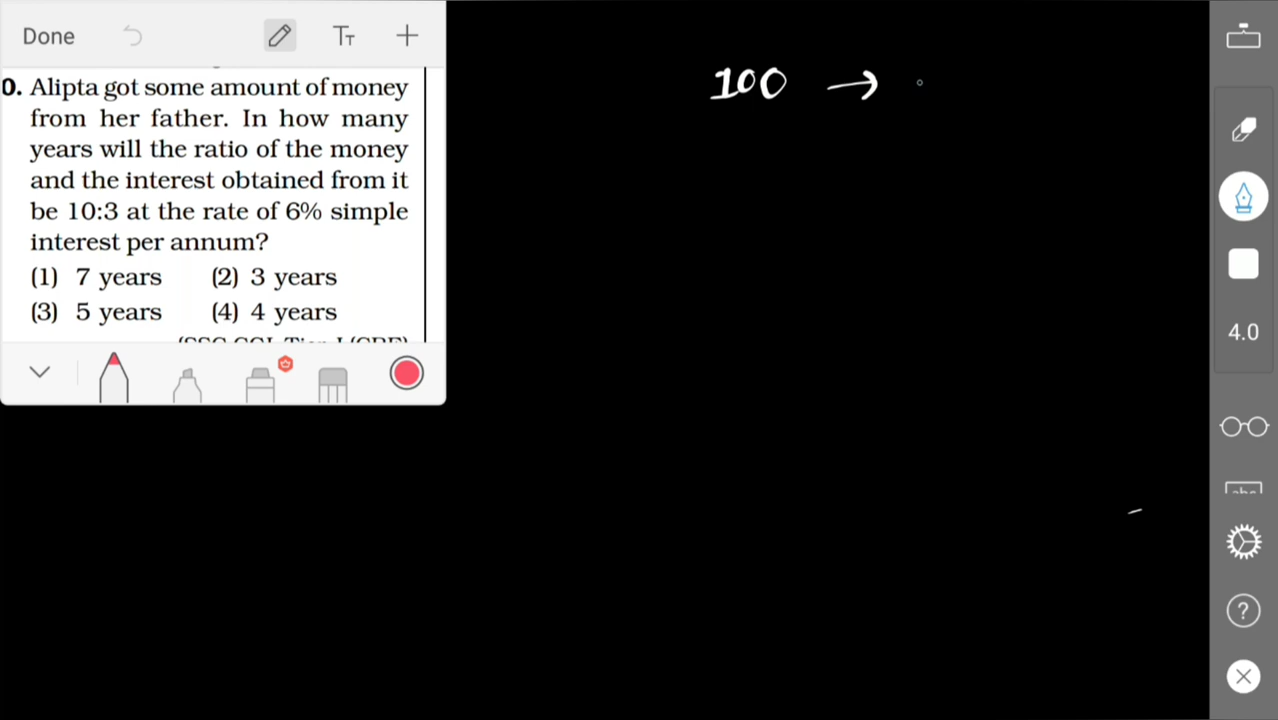 Done
Tт
0. Alipta got some amount of money
from her father. In how many
years will the ratio of the money
and the interest obtained from it
be 10:3 at the rate of 6% simple
interest per annum?
(1) 7 years (2) 3 years
(3) 5 years (4) 4 years
100 →
4.0
abc
?